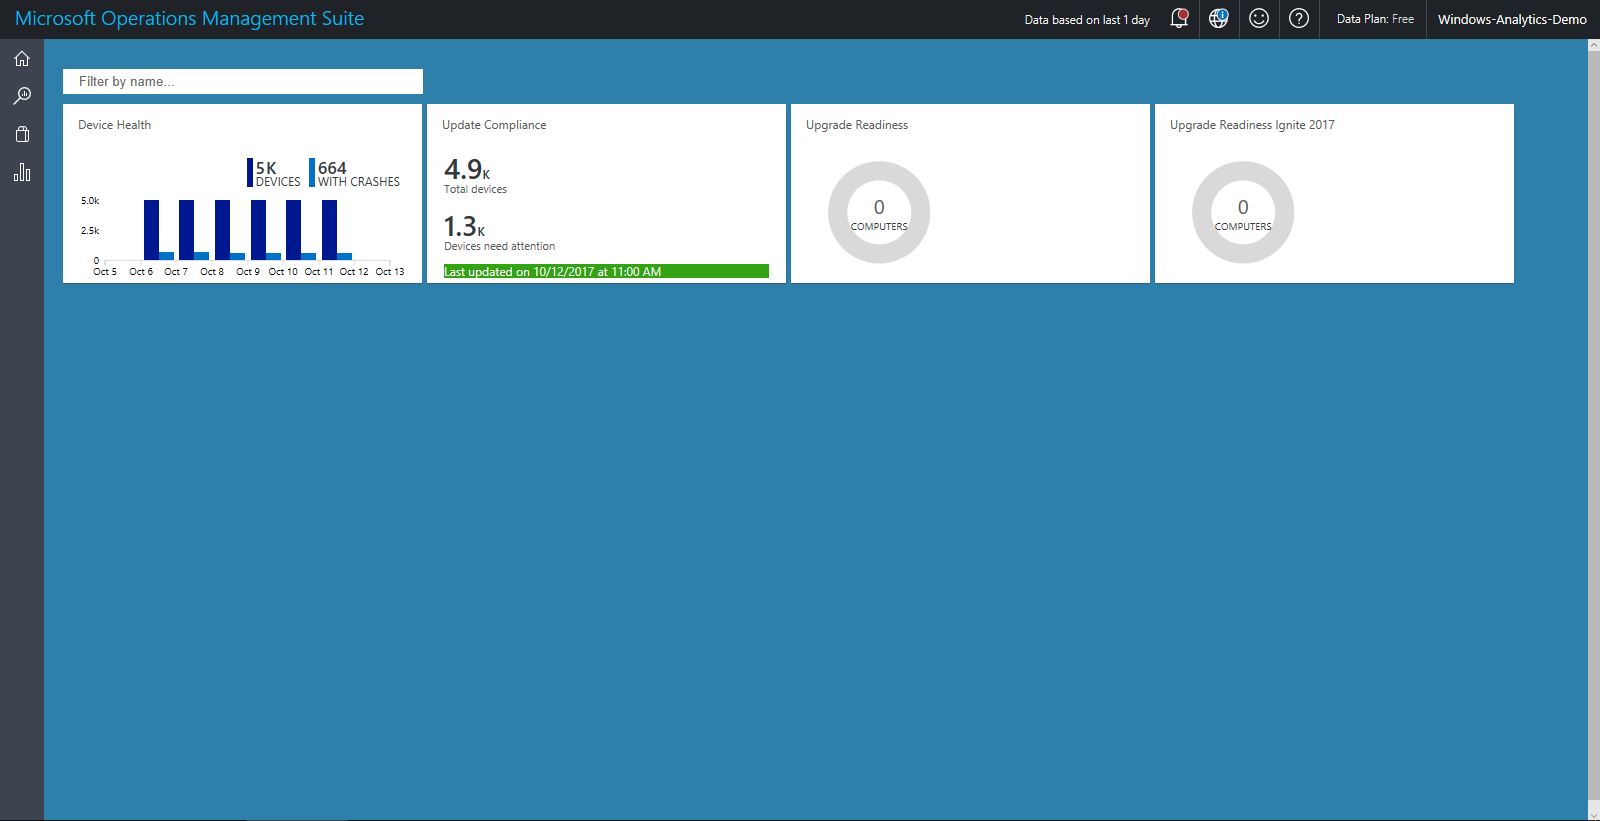 Microsoft Operations Management Suite
Data based on last 1 day
Data Plan: Free
Windows-Analytics-Demo
Filter by name...
Device Health
5K
DEVICES
664
WITH CRASHES
5.0k
2.5k
0
Oct 5 Oct 6 Oct 7 Oct 8 Oct 9 Oct 10 Oct 11 Oct 12 Oct 13
Update Compliance
4.9K
Total devices
1.3K
Devices need attention
Last updated on 10/12/2017 at 11:00 AM
Upgrade Readiness
0
COMPUTERS
Upgrade Readiness Ignite 2017
0
COMPUTERS